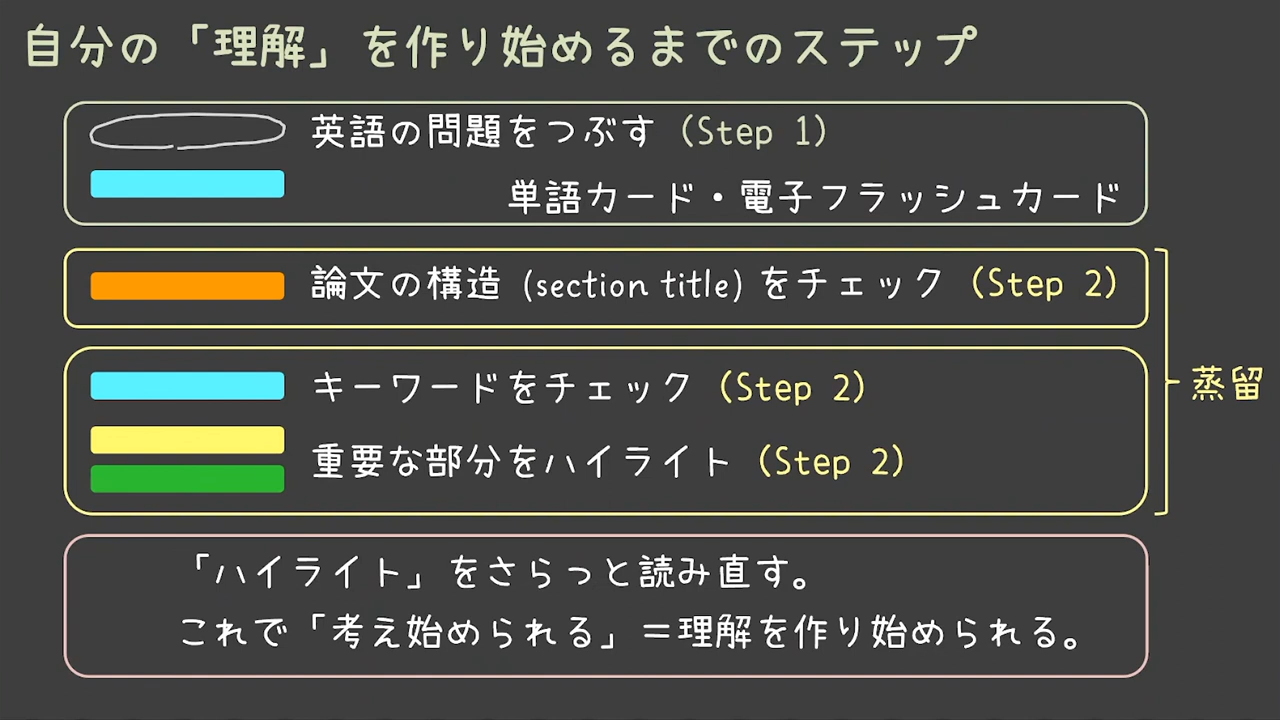 自分の「理解」を作り始めるまでのステップ
英語の問題をつぶす (Step 1)
単語カード・電子フラッシュカード
論文の構造 (section title) をチェック (Step 2)
キーワードをチェック (Step 2)
重要な部分をハイライト (Step 2)
蒸留
「ハイライト」をさらっと読み直す。
これで「考え始められる」＝理解を作り始められる。